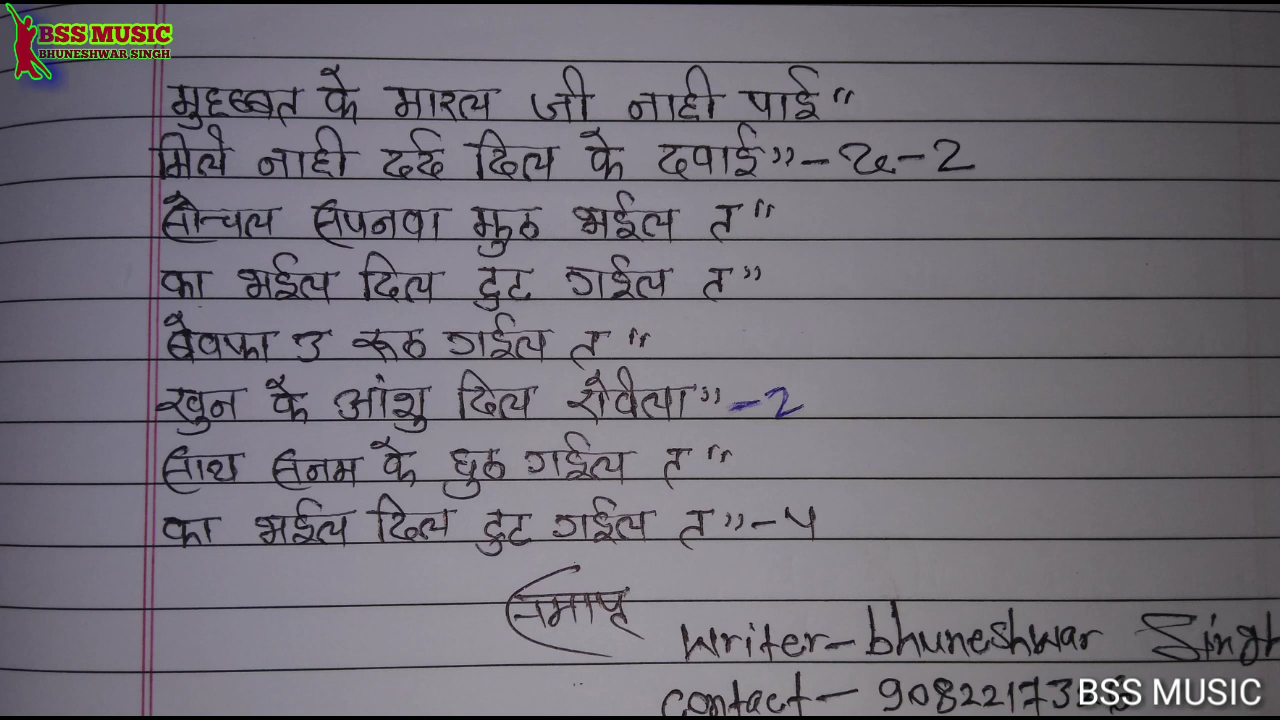 BSS MUSIC
BHUNESHWAR SINGH
मुहब्बत के मारल जी नाही पाई"
मिले नाही दर्द दिल के दवाई"-2-2
सोचल सपनवा झुठ भईल त"
का भईल दिल टुट गईल त"
बेवफा उ रूठ गईल त"
खुन के आंशु दिल रोवेला"-2
साथ सनम के छुठ गईल त"
का भईल दिल टुट गईल त"-4
समाप्त
writer-bhuneshwar Singh
contact- 90822173
BSS MUSIC